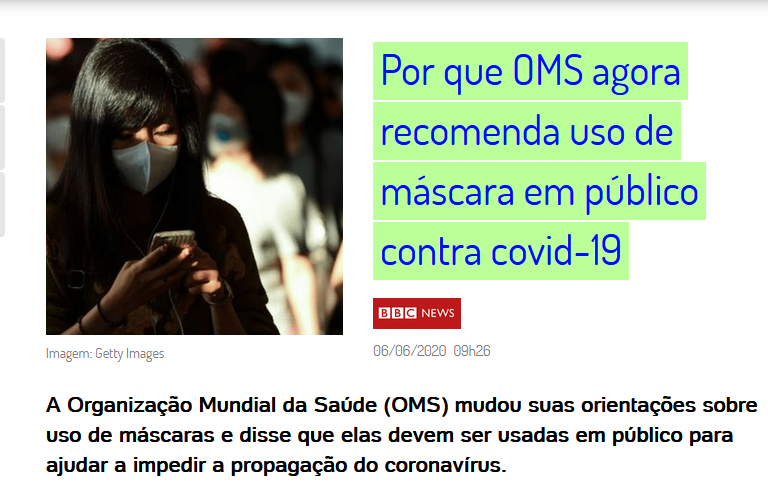 Por que OMS agora
recomenda uso de
máscara em público
contra covid-19
BBC NEWS
Imagem: Getty Images
06/06/2020 09h26
A Organização Mundial da Saúde (OMS) mudou suas orientações sobre
uso de máscaras e disse que elas devem ser usadas em público para
ajudar a impedir a propagação do coronavírus.